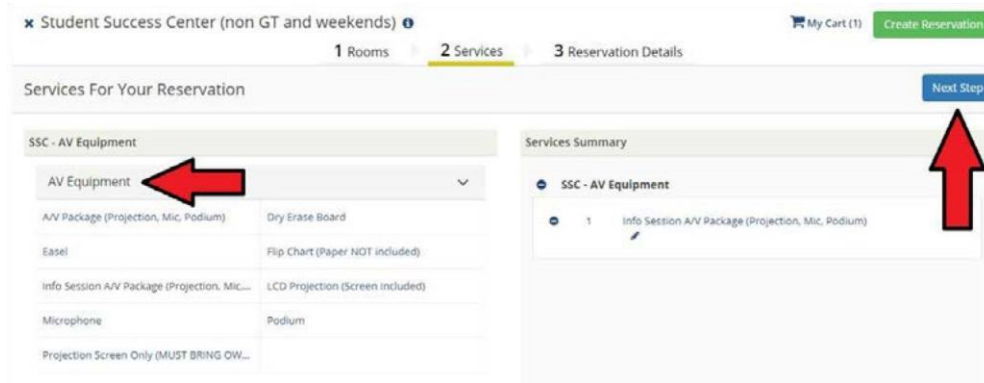 × Student Success Center (non GT and weekends)
My Cart (1)
Create Reservation
1 Rooms
2 Services
3 Reservation Details
Services For Your Reservation
Next Step
SSC - AV Equipment
AV Equipment
A/V Package (Projection, Mic, Podium)
Dry Erase Board
Easel
Flip Chart (Paper NOT included)
Info Session A/V Package (Projection, Mic,...
LCD Projection (Screen Included)
Microphone
Podium
Projection Screen Only (MUST BRING OW...
Services Summary
SSC - AV Equipment
1 Info Session A/V Package (Projection, Mic, Podium)